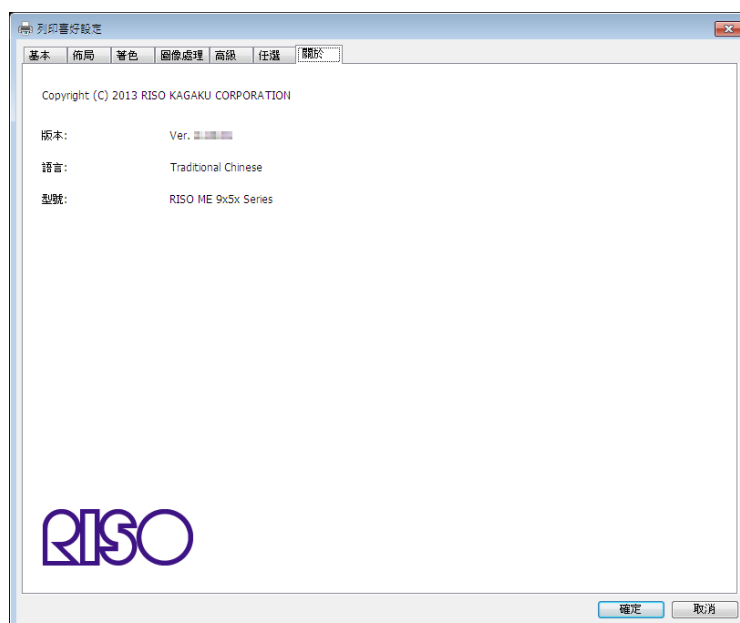 列印喜好設定
基本 佈局 著色 圖像處理 高級 任選 關於
Copyright (C) 2013 RISO KAGAKU CORPORATION
版本: Ver.
語言: Traditional Chinese
型號: RISO ME 9x5x Series
RISO
確定 取消